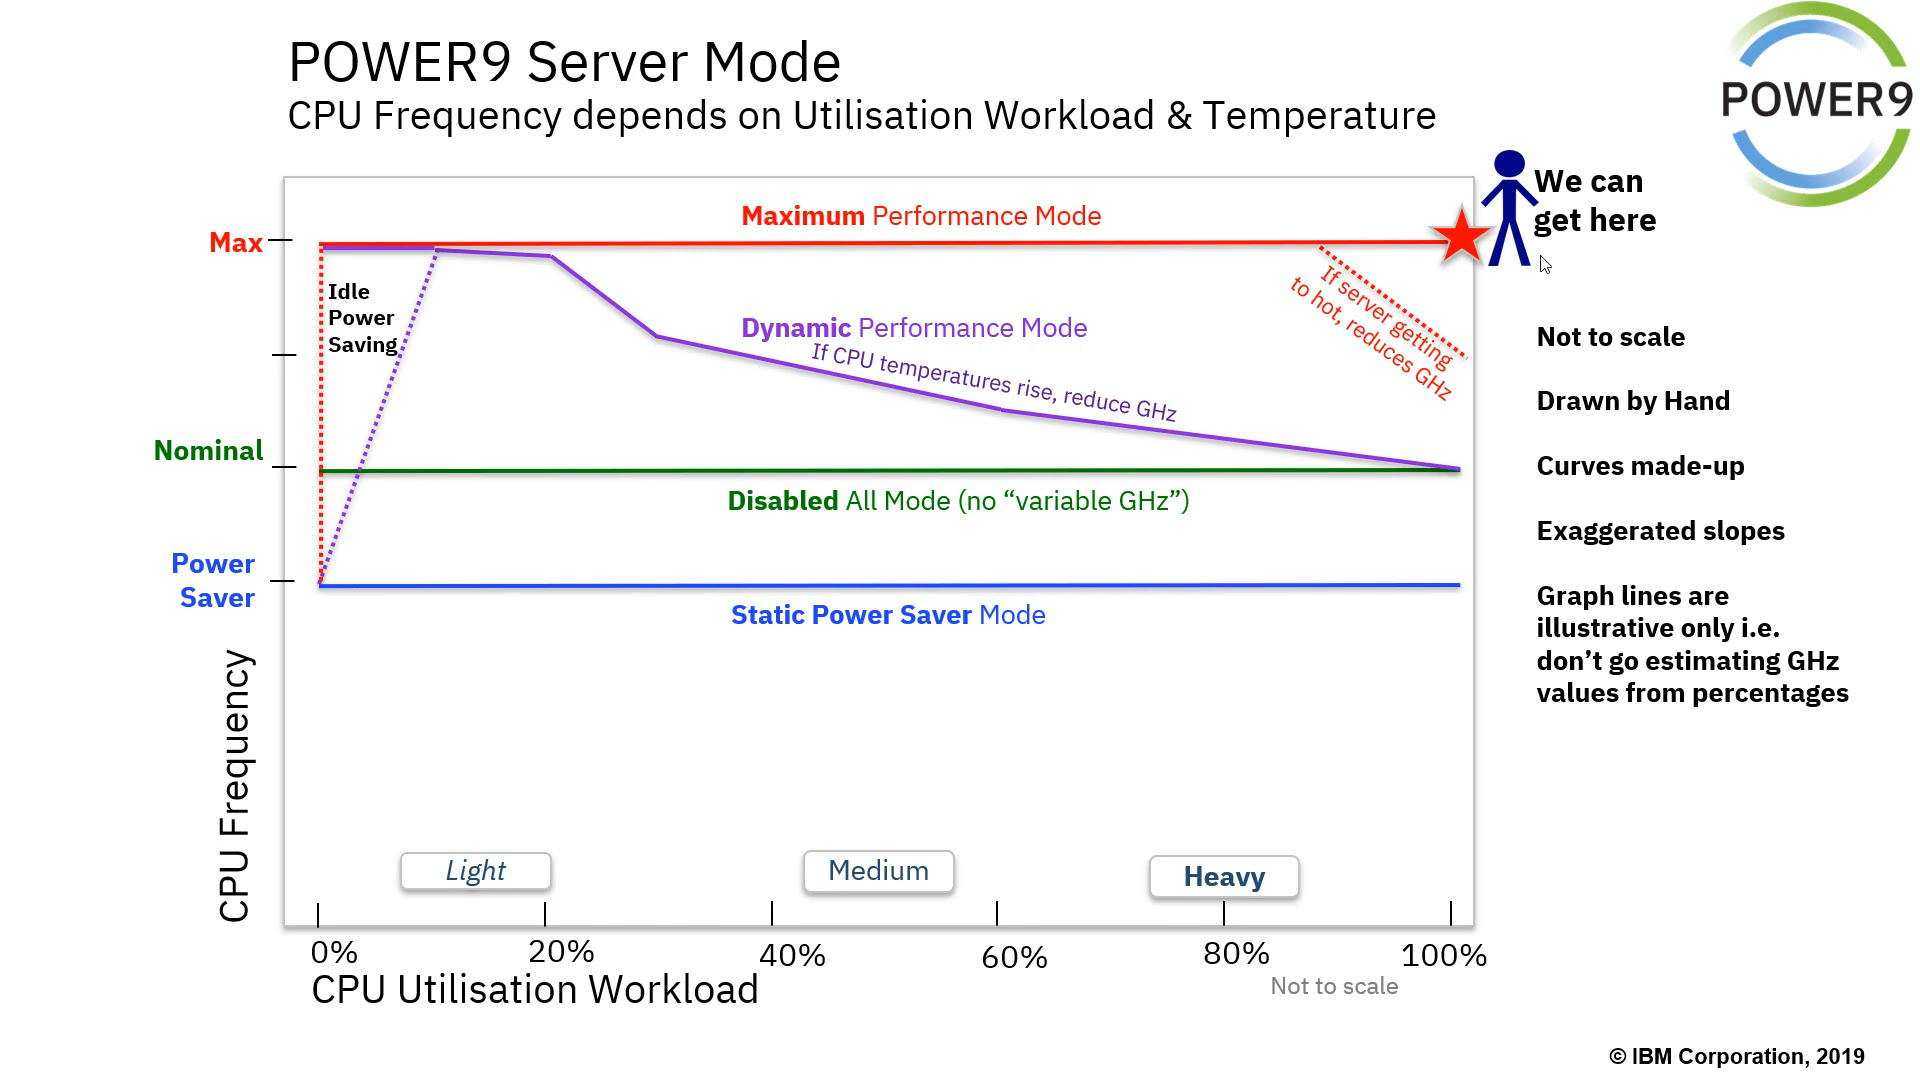 POWER9 Server Mode
CPU Frequency depends on Utilisation Workload & Temperature
POWER9
We can
get here
Maximum Performance Mode
Max
If server getting
to hot, reduces GHz
Idle
Power
Saving
Dynamic Performance Mode
If CPU temperatures rise, reduce GHz
Not to scale
Drawn by Hand
Nominal
Curves made-up
Disabled All Mode (no “variable GHz”)
Exaggerated slopes
Power
Saver
Static Power Saver Mode
Graph lines are
illustrative only i.e.
don’t go estimating GHz
values from percentages
CPU Frequency
Light
Medium
Heavy
0%
20%
40%
60%
80%
100%
CPU Utilisation Workload
Not to scale
© IBM Corporation, 2019